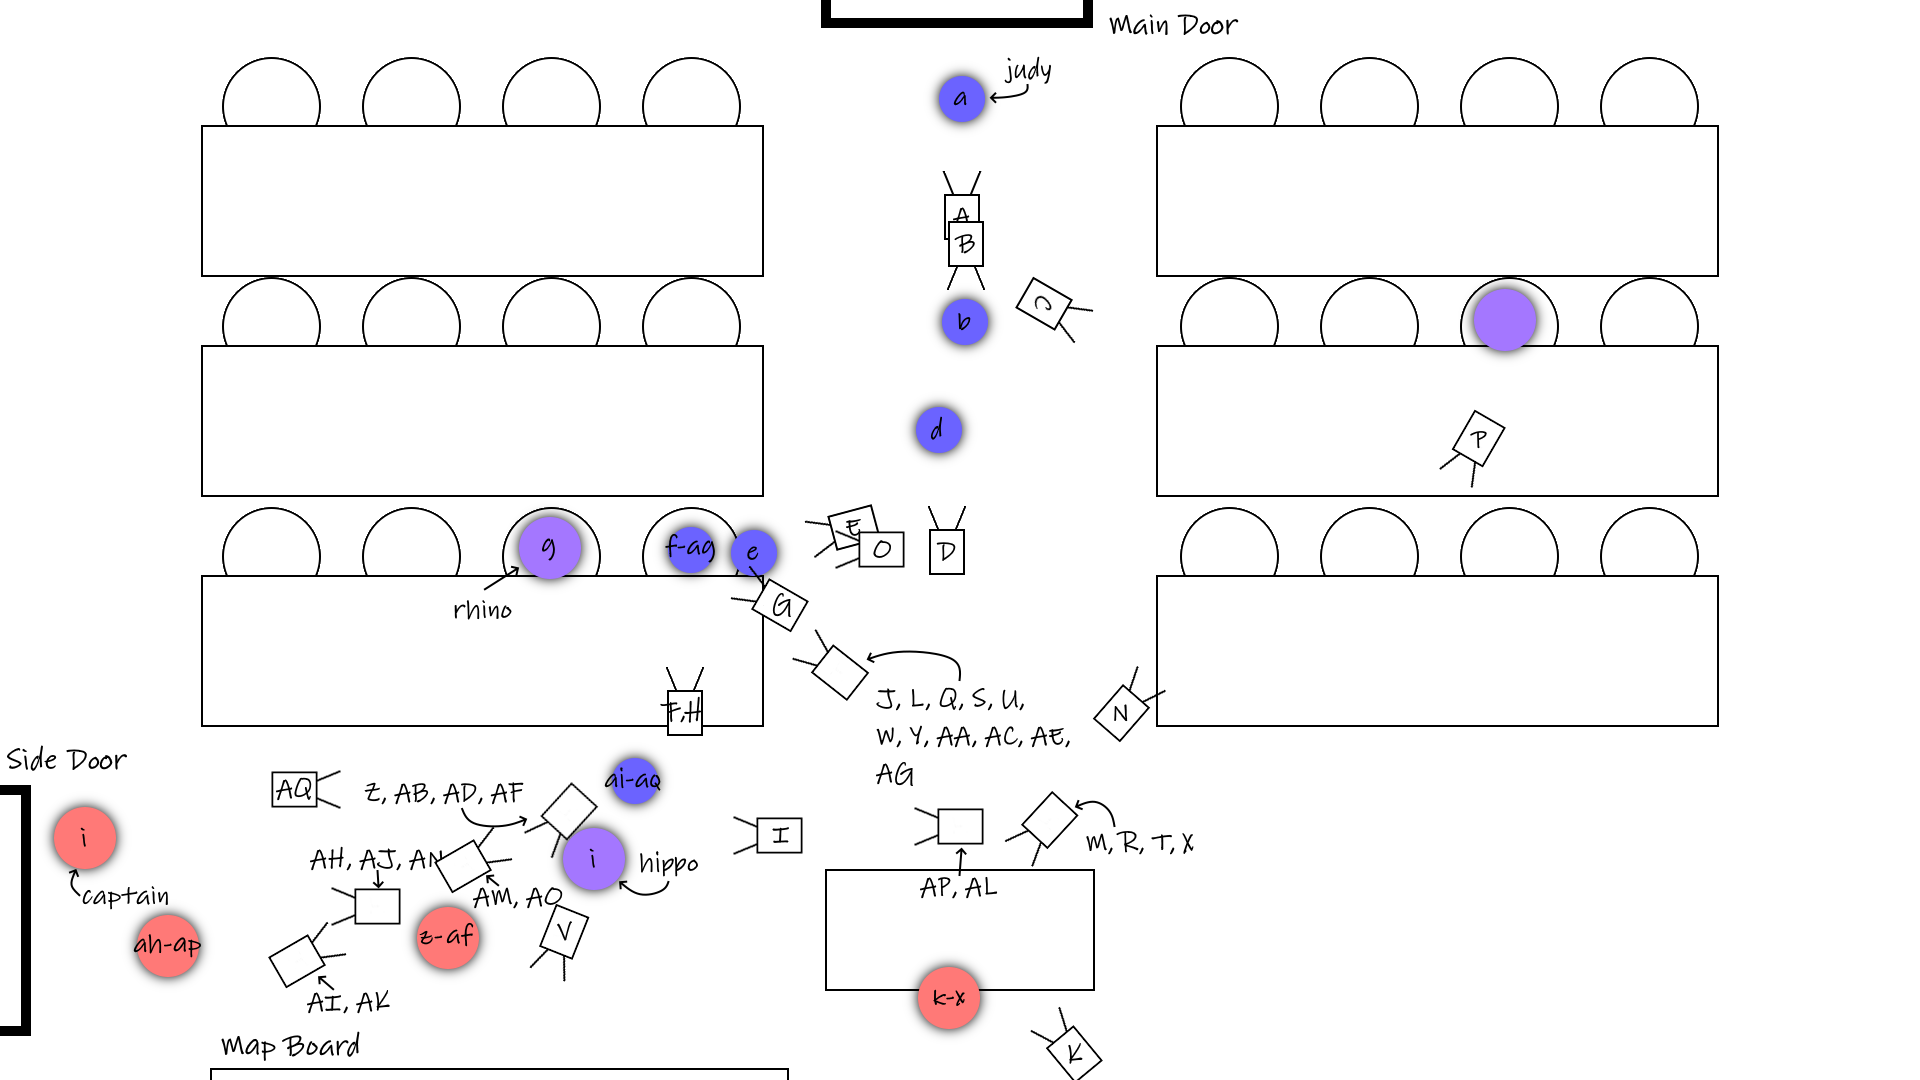 Main Door
judy
a
A
B
b
C
d
P
E
O
D
g
f-ag
e
G
rhino
J, L, Q, S, U,
W, Y, AA, AC, AE,
AG
F,H
N
Side Door
AQ
Z, AB, AD, AF
ai-aq
I
i
captain
AH, AJ, AN
AM, AO
i
hippo
M, R, T, X
AP, AL
ah-ap
z-af
V
AI, AK
k-x
K
Map Board